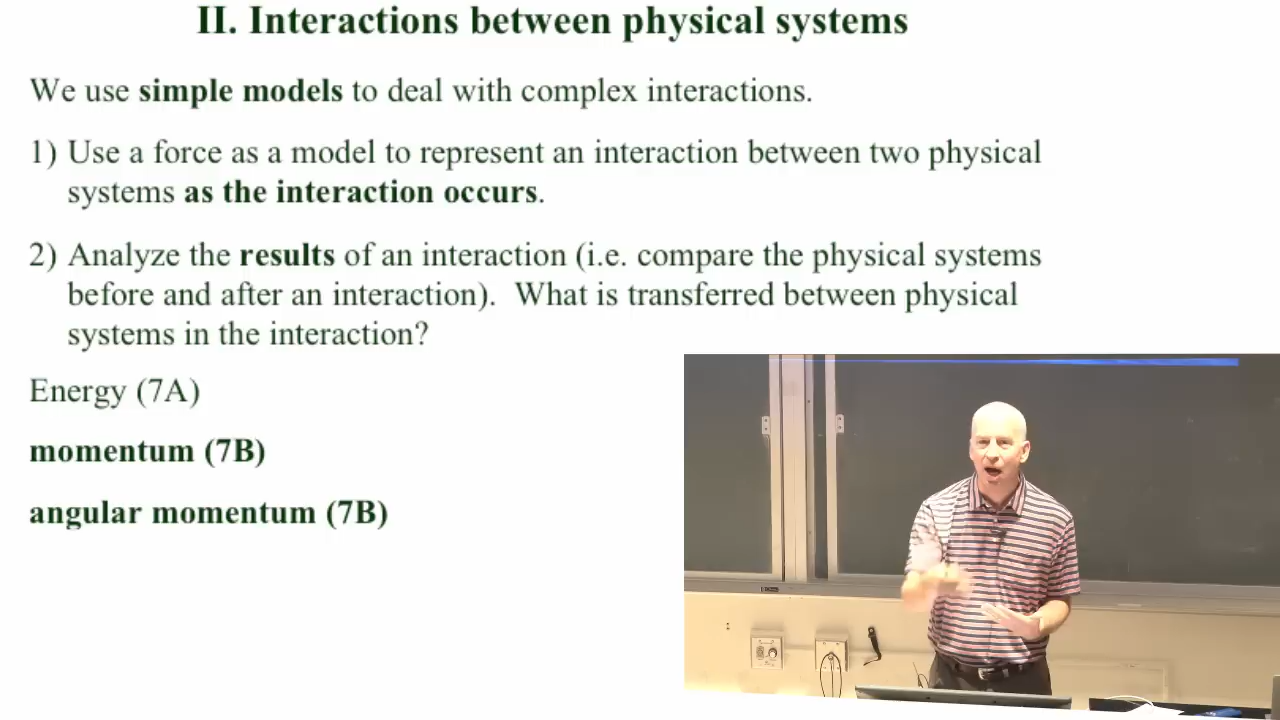 II. Interactions between physical systems
We use simple models to deal with complex interactions.
1) Use a force as a model to represent an interaction between two physical
systems as the interaction occurs.
2) Analyze the results of an interaction (i.e. compare the physical systems
before and after an interaction). What is transferred between physical
systems in the interaction?
Energy (7A)
momentum (7B)
angular momentum (7B)